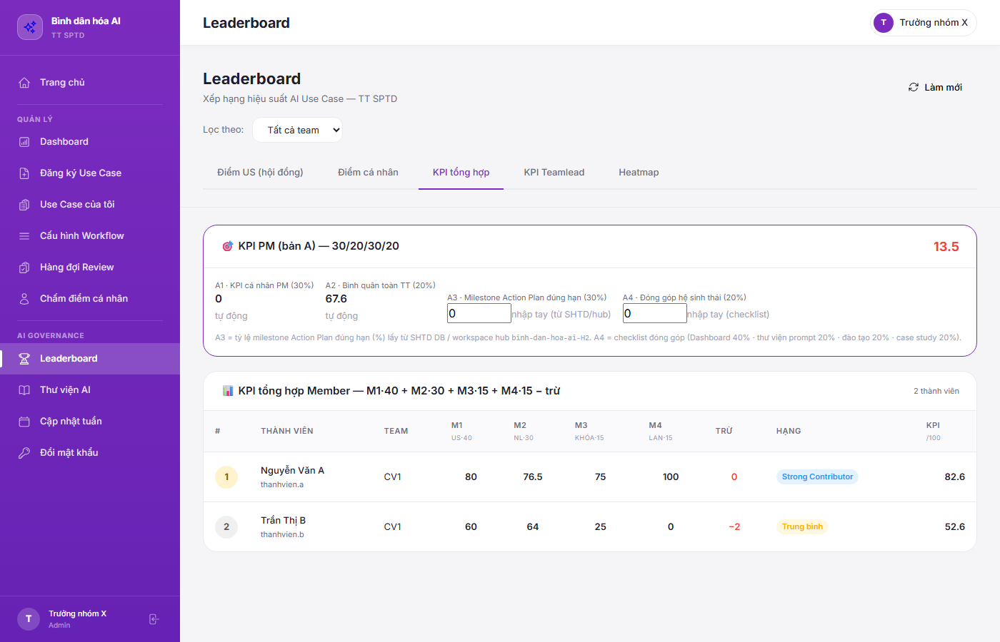 Bình dân hóa AI
TT SPTD
Trang chủ
QUẢN LÝ
Dashboard
Đăng ký Use Case
Use Case của tôi
Cấu hình Workflow
Hàng đợi Review
Chấm điểm cá nhân
AI GOVERNANCE
Leaderboard
Thư viện AI
Cập nhật tuần
Đổi mật khẩu
T
Trưởng nhóm X
Admin
Leaderboard
T Trưởng nhóm X
Leaderboard
Xếp hạng hiệu suất AI Use Case — TT SPTD
Làm mới
Lọc theo: Tất cả team
Điểm US (hội đồng) Điểm cá nhân KPI tổng hợp KPI Teamlead Heatmap
🎯 KPI PM (bản A) — 30/20/30/20 13.5
A1 · KPI cá nhân PM (30%)
0
tự động
A2 · Bình quân toàn TT (20%)
67.6
tự động
A3 · Milestone Action Plan đúng hạn (30%)
0 nhập tay (từ SHTD/hub)
A4 · Đóng góp hệ sinh thái (20%)
0 nhập tay (checklist)
A3 = tỷ lệ milestone Action Plan đúng hạn (%) lấy từ SHTD DB / workspace hub binh-dan-hoa-ai-H2. A4 = checklist đóng góp (Dashboard 40% · thư viện prompt 20% · đào tạo 20% · case study 20%).
📊 KPI tổng hợp Member — M1·40 + M2·30 + M3·15 + M4·15 − trừ 2 thành viên
# THÀNH VIÊN TEAM M1 M2 M3 M4 TRỪ HẠNG KPI
US·40 NL·30 KHÓA·15 LAN·15 /100
1 Nguyễn Văn A CV1 80 76.5 75 100 0 Strong Contributor 82.6
thanhvien.a
2 Trần Thị B CV1 60 64 25 0 −2 Trung bình 52.6
thanhvien.b